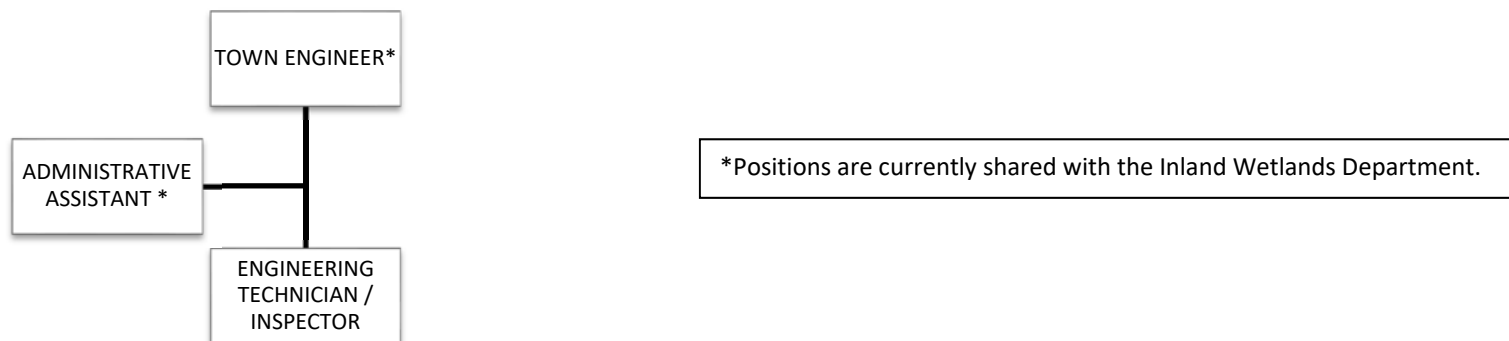 TOWN ENGINEER*
ADMINISTRATIVE
ASSISTANT *
*Positions are currently shared with the Inland Wetlands Department.
ENGINEERING
TECHNICIAN /
INSPECTOR